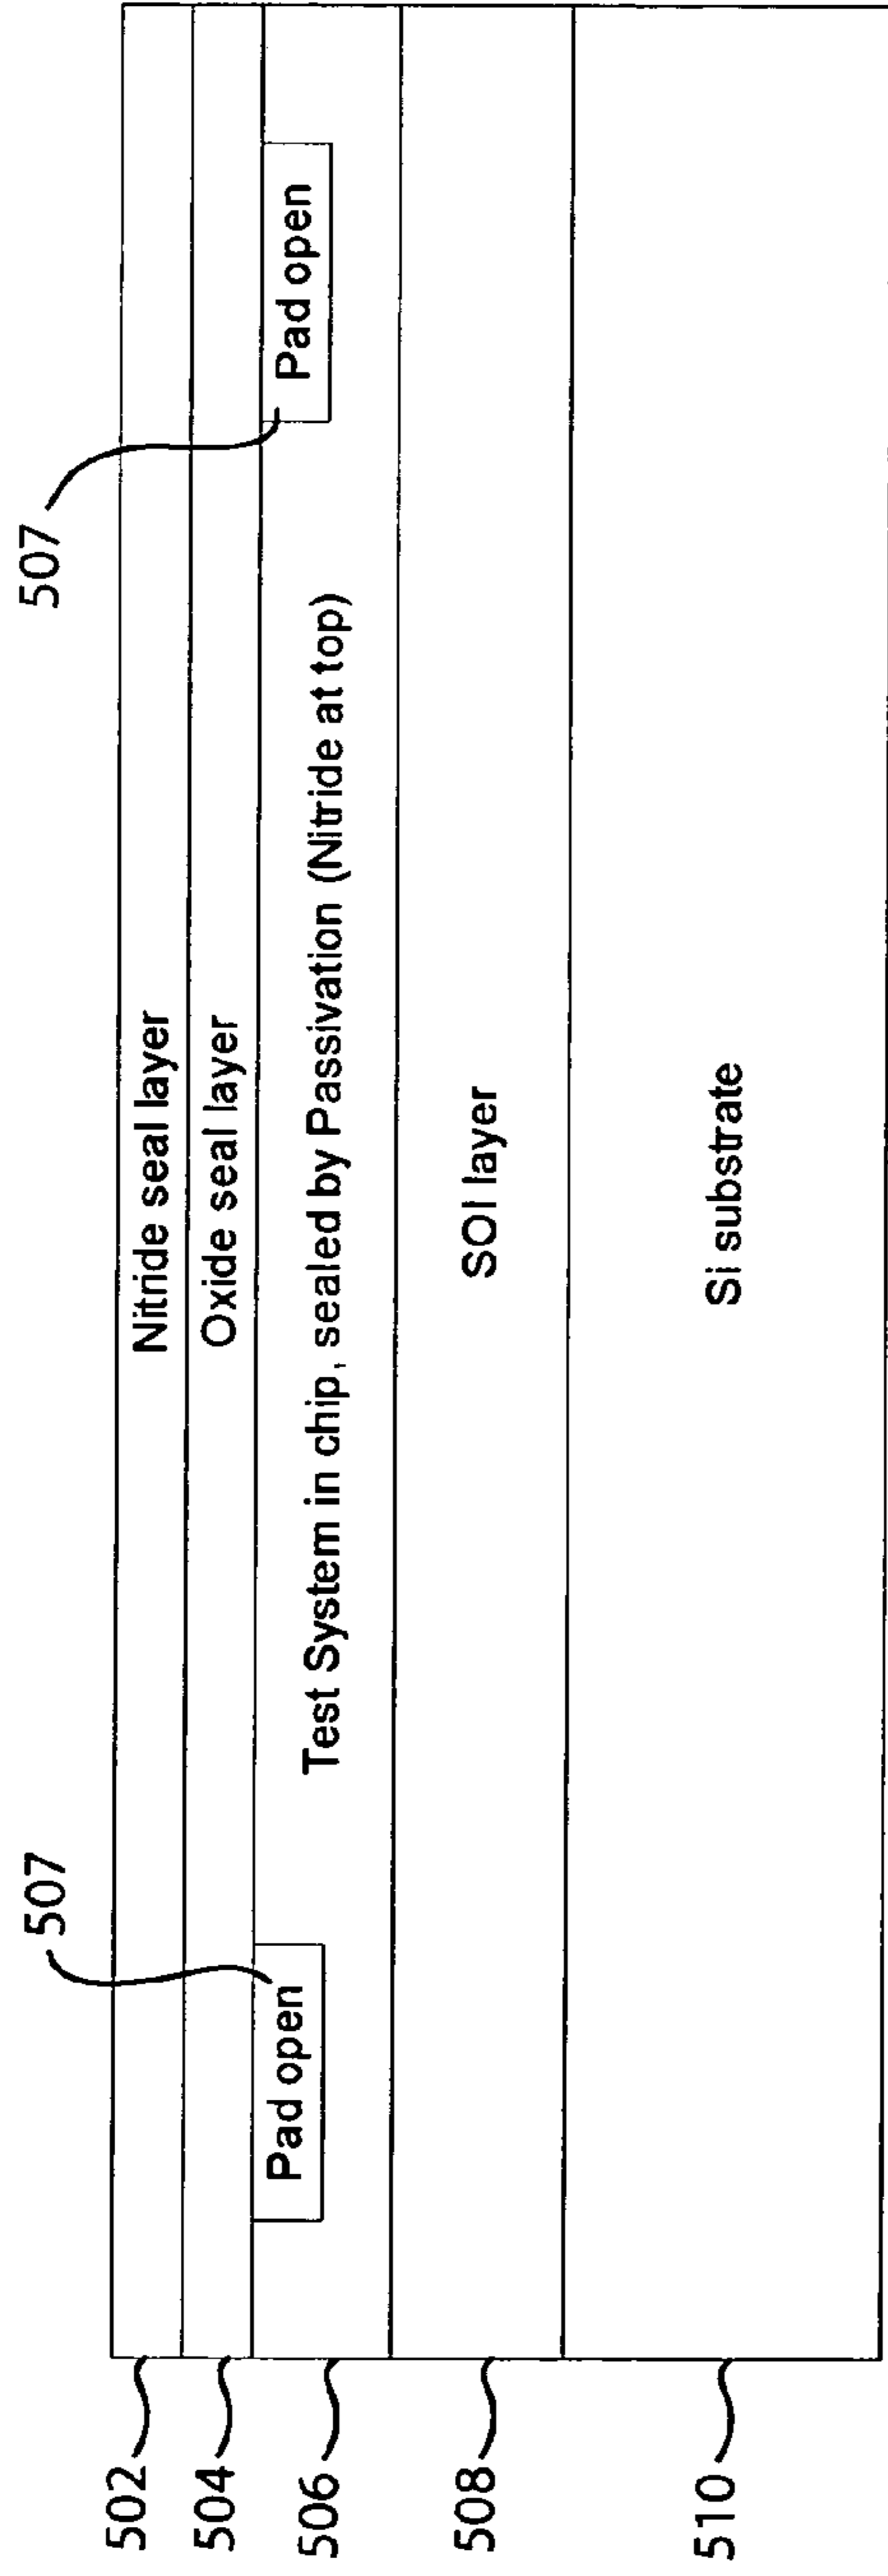 507
507
502
Nitride seal layer
504
Oxide seal layer
Pad open
Pad open
506
Test System in chip, sealed by Passivation (Nitride at top)
508
SOI layer
510
Si substrate